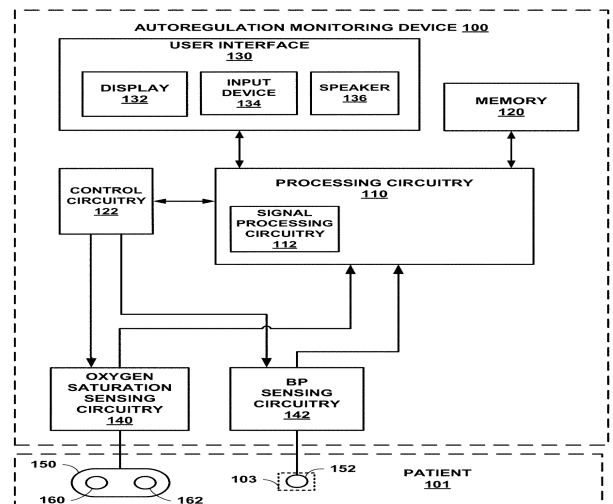 AUTOREGULATION MONITORING DEVICE 100
USER INTERFACE
130
DISPLAY
132
INPUT
DEVICE
134
SPEAKER
136
MEMORY
120
CONTROL
CIRCUITRY
122
PROCESSING CIRCUITRY
110
SIGNAL
PROCESSING
CIRCUITRY
112
OXYGEN
SATURATION
SENSING
CIRCUITRY
140
BP
SENSING
CIRCUITRY
142
150
160
162
103
152
PATIENT
101